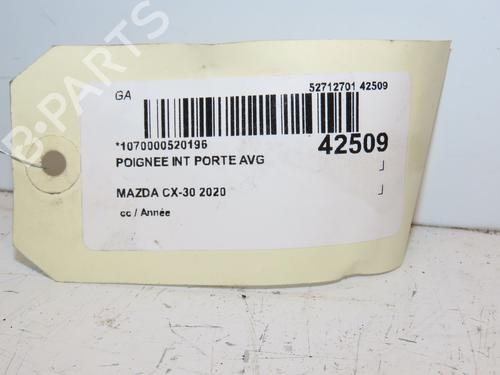 GA
52712701 42509
*1070000520196
42509
POIGNEE INT PORTE AVG
MAZDA CX-30 2020
cc / Année
B-PARTS